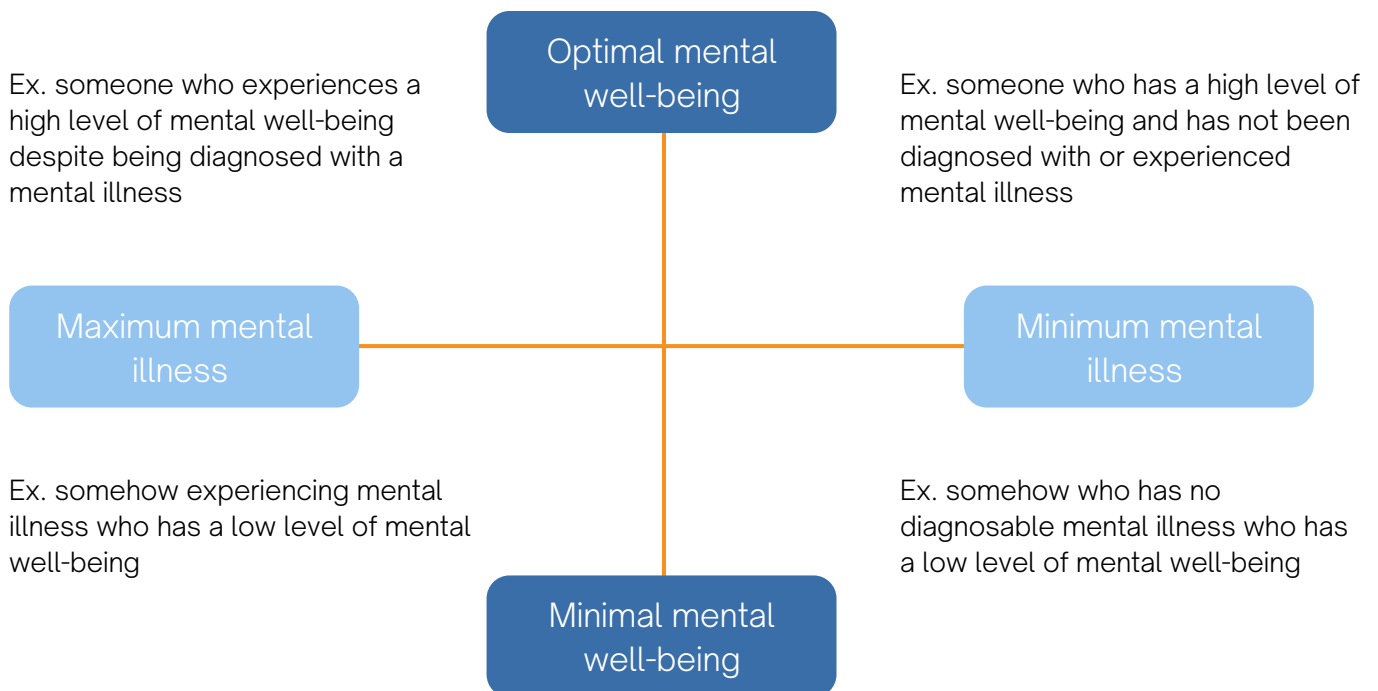 Optimal mental
well-being
Ex. someone who experiences a
high level of mental well-being
despite being diagnosed with a
mental illness
Ex. someone who has a high level of
mental well-being and has not been
diagnosed with or experienced
mental illness
Maximum mental
illness
Minimum mental
illness
Ex. somehow experiencing mental
illness who has a low level of mental
well-being
Ex. somehow who has no
diagnosable mental illness who has
a low level of mental well-being
Minimal mental
well-being